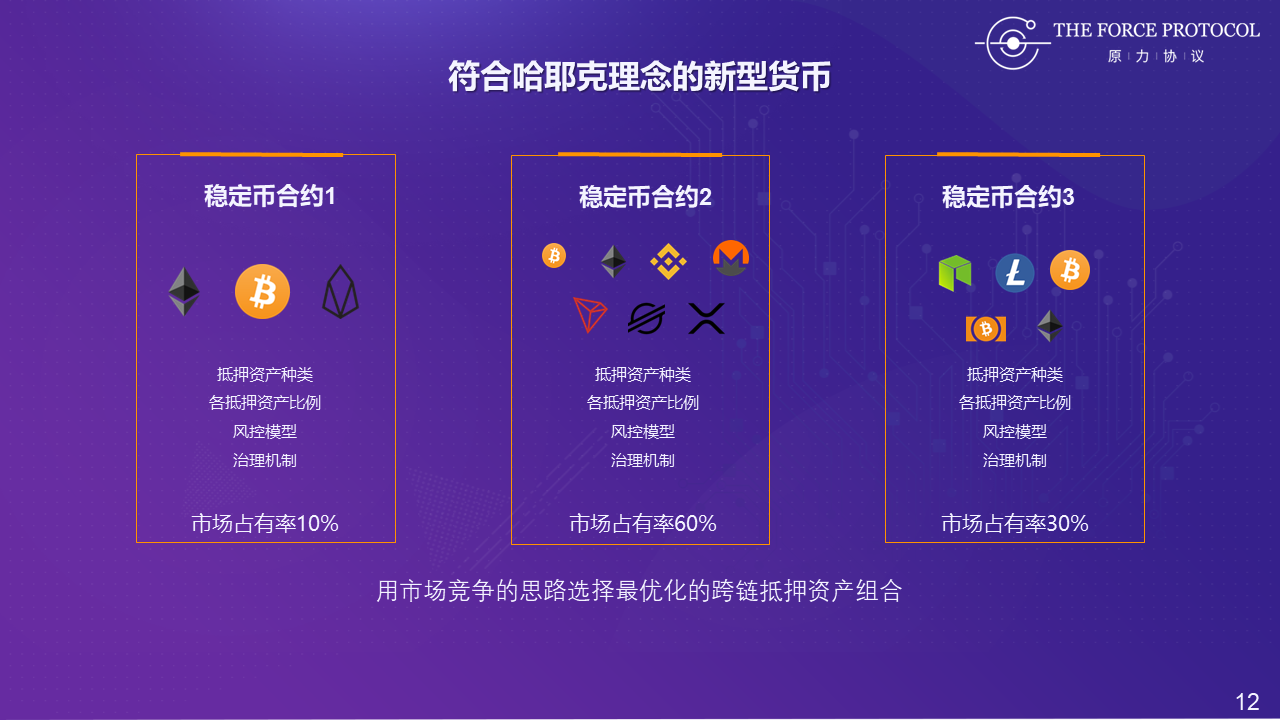 THE FORCE PROTOCOL
原 | 力 | 协 | 议
符合哈耶克理念的新型货币
稳定币合约1
抵押资产种类
各抵押资产比例
风控模型
治理机制
市场占有率10%
稳定币合约2
抵押资产种类
各抵押资产比例
风控模型
治理机制
市场占有率60%
稳定币合约3
抵押资产种类
各抵押资产比例
风控模型
治理机制
市场占有率30%
用市场竞争的思路选择最优化的跨链抵押资产组合
12